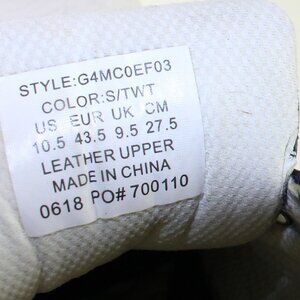 STYLE:G4MC0EF03
COLOR:S/TWT
US EUR UK CM
10.5 43.5 9.5 27.5
LEATHER UPPER
MADE IN CHINA
0618 PO# 700110